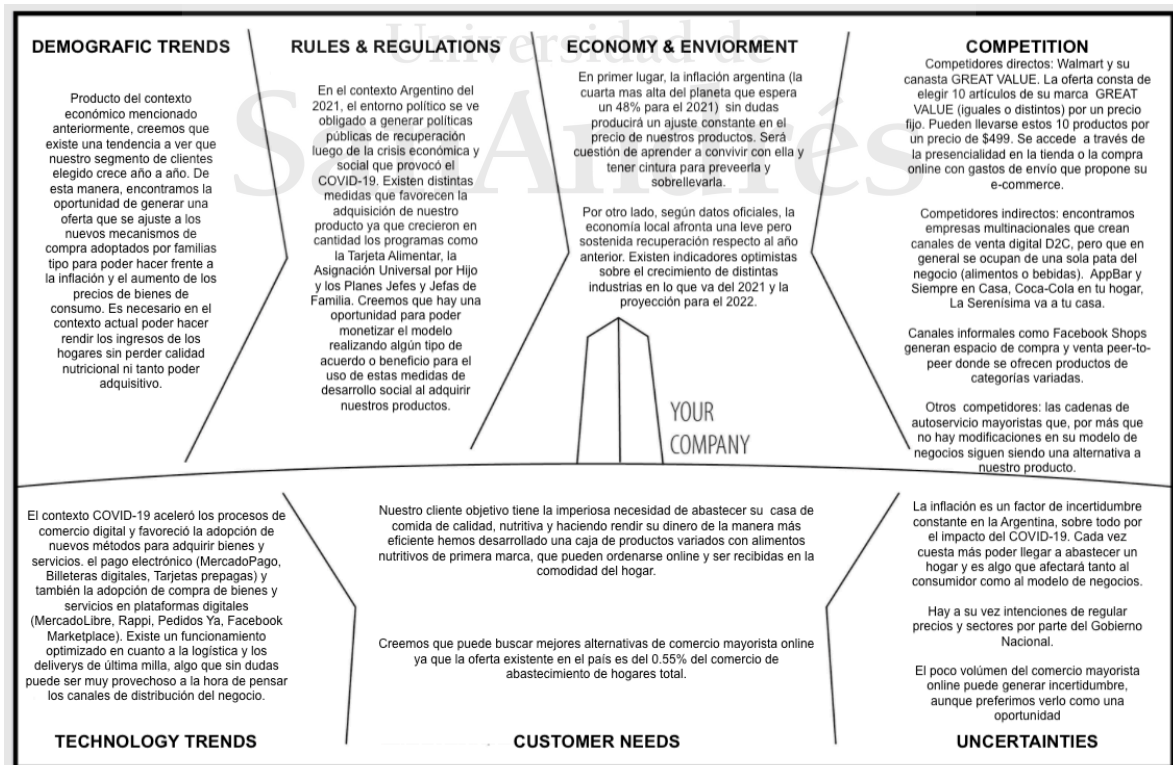 Universidad de
San Andrés
DEMOGRAFIC TRENDS
Producto del contexto
económico mencionado
anteriormente, creemos que
existe una tendencia a ver que
nuestro segmento de clientes
elegido crece año a año. De
esta manera, encontramos la
oportunidad de generar una
oferta que se ajuste a los
nuevos mecanismos de
compra adoptados por familias
tipo para poder hacer frente a
la inflación y el aumento de los
precios de bienes de
consumo. Es necesario en el
contexto actual poder hacer
rendir los ingresos de los
hogares sin perder calidad
nutricional ni tanto poder
adquisitivo.
RULES & REGULATIONS
En el contexto Argentino del
2021, el entorno político se ve
obligado a generar políticas
públicas de recuperación
luego de la crisis económica y
social que provocó el
COVID-19. Existen distintas
medidas que favorecen la
adquisición de nuestro
producto ya que crecieron en
cantidad los programas como
la Tarjeta Alimentar, la
Asignación Universal por Hijo
y los Planes Jefes y Jefas de
Familia. Creemos que hay una
oportunidad para poder
monetizar el modelo
realizando algún tipo de
acuerdo o beneficio para el
uso de estas medidas de
desarrollo social al adquirir
nuestros productos.
ECONOMY & ENVIORMENT
En primer lugar, la inflación argentina (la
cuarta mas alta del planeta que espera
un 48% para el 2021) sin dudas
producirá un ajuste constante en el
precio de nuestros productos. Será
cuestión de aprender a convivir con ella y
tener cintura para preveerla y
sobrellevarla.
Por otro lado, según datos oficiales, la
economía local afronta una leve pero
sostenida recuperación respecto al año
anterior. Existen indicadores optimistas
sobre el crecimiento de distintas
industrias en lo que va del 2021 y la
proyección para el 2022.
YOUR
COMPANY
COMPETITION
Competidores directos: Walmart y su
canasta GREAT VALUE. La oferta consta de
elegir 10 artículos de su marca GREAT
VALUE (iguales o distintos) por un precio
fijo. Pueden llevarse estos 10 productos por
un precio de $499. Se accede a través de
la presencialidad en la tienda o la compra
online con gastos de envío que propone su
e-commerce.
Competidores indirectos: encontramos
empresas multinacionales que crean
canales de venta digital D2C, pero que en
general se ocupan de una sola pata del
negocio (alimentos o bebidas). AppBar y
Siempre en Casa, Coca-Cola en tu hogar,
La Serenísima va a tu casa.
Canales informales como Facebook Shops
generan espacio de compra y venta peer-to-
peer donde se ofrecen productos de
categorías variadas.
Otros competidores: las cadenas de
autoservicio mayoristas que, por más que
no hay modificaciones en su modelo de
negocios siguen siendo una alternativa a
nuestro producto.
El contexto COVID-19 aceleró los procesos de
comercio digital y favoreció la adopción de
nuevos métodos para adquirir bienes y
servicios. el pago electrónico (MercadoPago,
Billeteras digitales, Tarjetas prepagas) y
también la adopción de compra de bienes y
servicios en plataformas digitales
(MercadoLibre, Rappi, Pedidos Ya, Facebook
Marketplace). Existe un funcionamiento
optimizado en cuanto a la logística y los
deliverys de última milla, algo que sin dudas
puede ser muy provechoso a la hora de pensar
los canales de distribución del negocio.
TECHNOLOGY TRENDS
Nuestro cliente objetivo tiene la imperiosa necesidad de abastecer su casa de
comida de calidad, nutritiva y haciendo rendir su dinero de la manera más
eficiente hemos desarrollado una caja de productos variados con alimentos
nutritivos de primera marca, que pueden ordenarse online y ser recibidas en la
comodidad del hogar.
Creemos que puede buscar mejores alternativas de comercio mayorista online
ya que la oferta existente en el país es del 0.55% del comercio de
abastecimiento de hogares total.
CUSTOMER NEEDS
La inflación es un factor de incertidumbre
constante en la Argentina, sobre todo por
el impacto del COVID-19. Cada vez
cuesta más poder llegar a abastecer un
hogar y es algo que afectará tanto al
consumidor como al modelo de negocios.
Hay a su vez intenciones de regular
precios y sectores por parte del Gobierno
Nacional.
El poco volúmen del comercio mayorista
online puede generar incertidumbre,
aunque preferimos verlo como una
oportunidad
UNCERTAINTIES